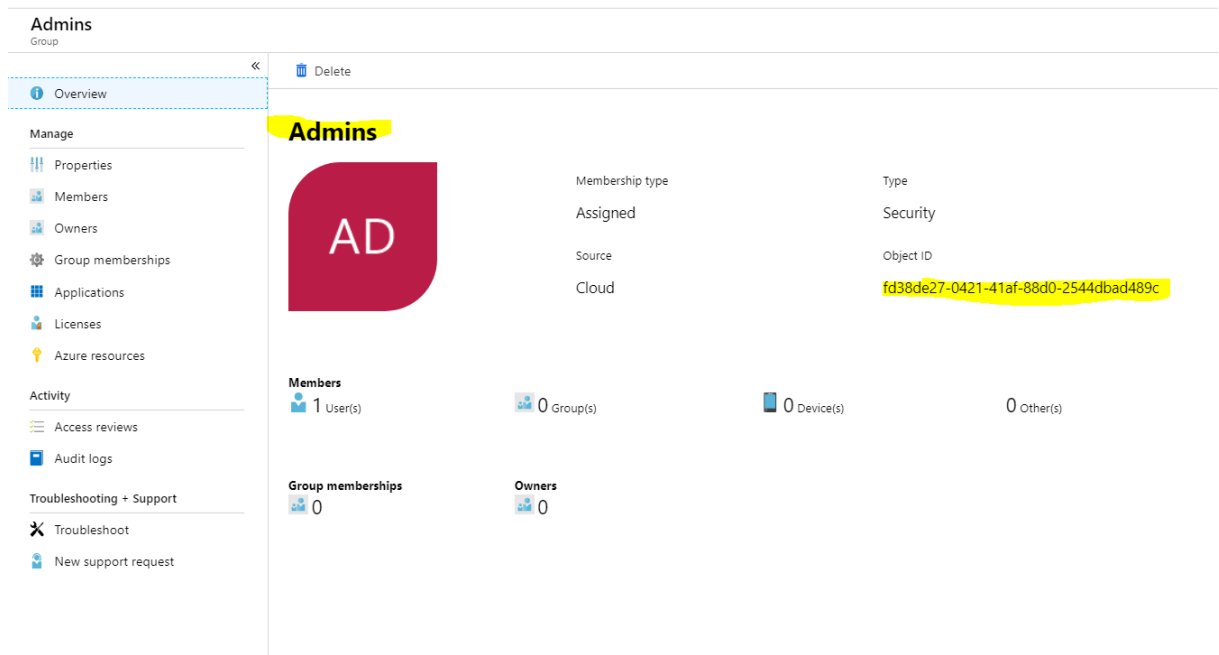 Admins
Group
«
Overview
Manage
Properties
Members
Owners
Group memberships
Applications
Licenses
Azure resources
Activity
Access reviews
Audit logs
Troubleshooting + Support
Troubleshoot
New support request
Delete
Admins
AD
Membership type
Assigned
Type
Security
Source
Cloud
Object ID
fd38de27-0421-41af-88d0-2544dbad489c
Members
1 User(s)
0 Group(s)
0 Device(s)
0 Other(s)
Group memberships
0
Owners
0